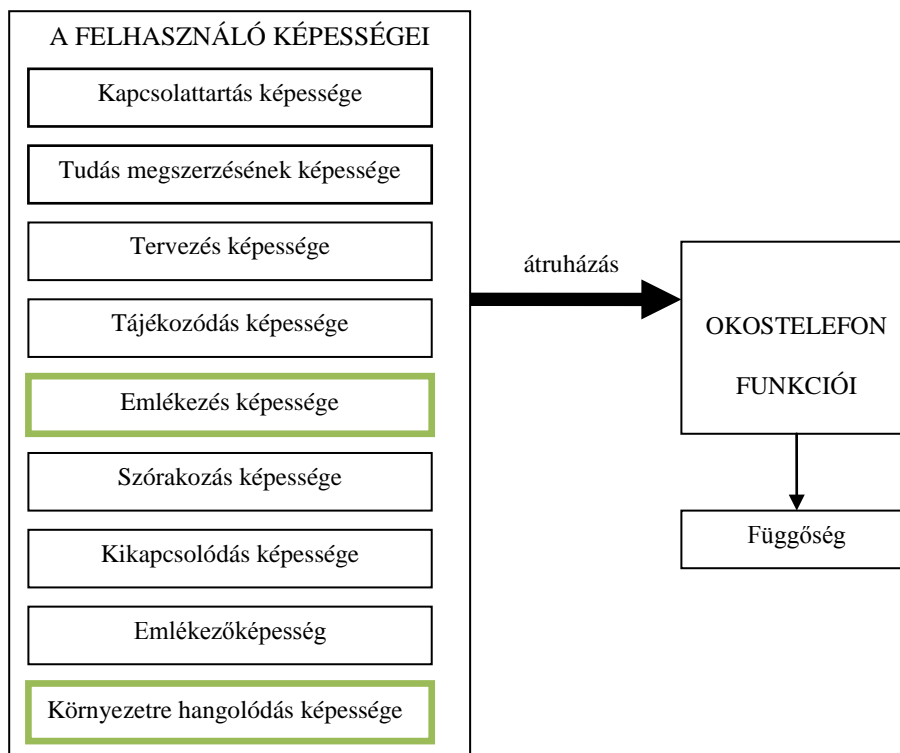 A FELHASZNÁLÓ KÉPESSÉGEI
Kapcsolattartás képessége
Tudás megszerzésének képessége
Tervezés képessége
Tájékozódás képessége
Emlékezés képessége
Szórakozás képessége
Kikapcsolódás képessége
Emlékezőképesség
Környezetre hangolódás képessége
átruházás
OKOSTELEFON
FUNKCIÓI
Függőség